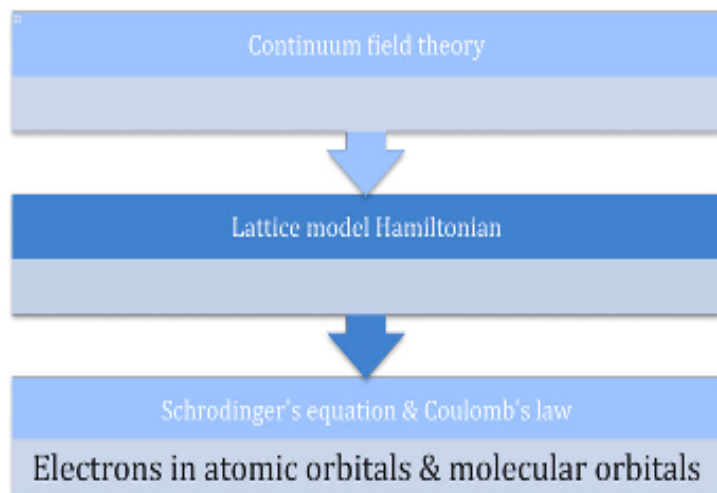 Continuum field theory
Lattice model Hamiltonian
Schrodinger's equation & Coulomb's law
Electrons in atomic orbitals & molecular orbitals